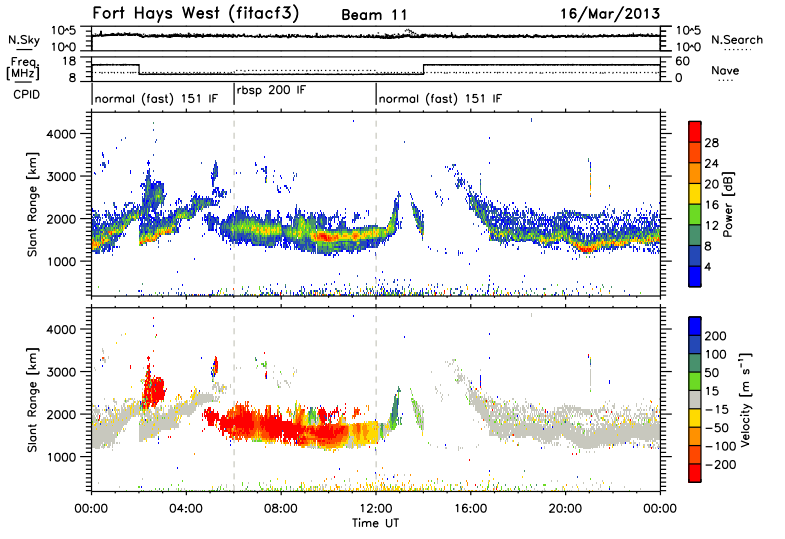 Fort Hays West (fitacf3) Beam 11 16/Mar/2013
N.Sky 10^5 10^0 10^5 10^0 N.Search
Freq. [MHz] 18 8 60 0 Nave
CPID normal (fast) 151 IF rbsp 200 IF normal (fast) 151 IF
Slant Range [km]
4000
3000
2000
1000
28
24
20
16
12
8
4
Power [dB]
Slant Range [km]
4000
3000
2000
1000
200
100
50
15
−15
−50
−100
−200
Velocity [m s⁻¹]
00:00 04:00 08:00 12:00 16:00 20:00 00:00
Time UT